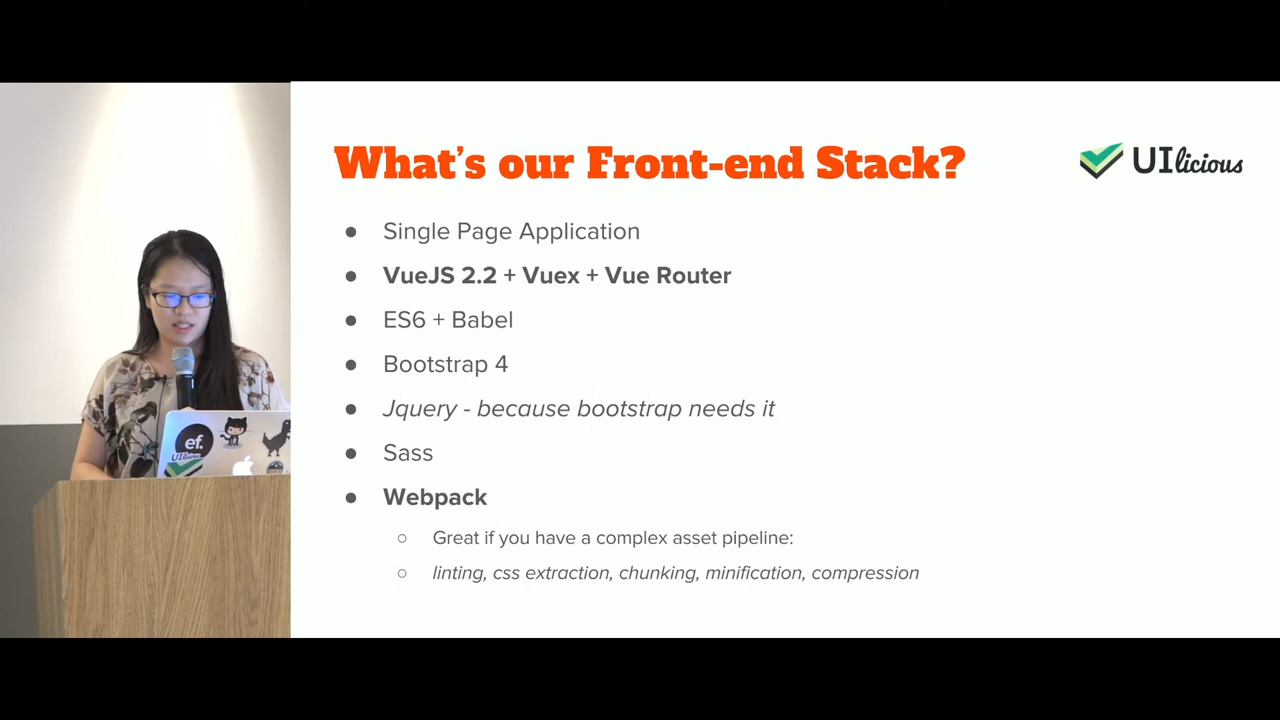 What's our Front-end Stack?
UIlicious
● Single Page Application
● VueJS 2.2 + Vuex + Vue Router
● ES6 + Babel
● Bootstrap 4
● Jquery - because bootstrap needs it
● Sass
● Webpack
○ Great if you have a complex asset pipeline:
○ linting, css extraction, chunking, minification, compression
ef.
UIlicious